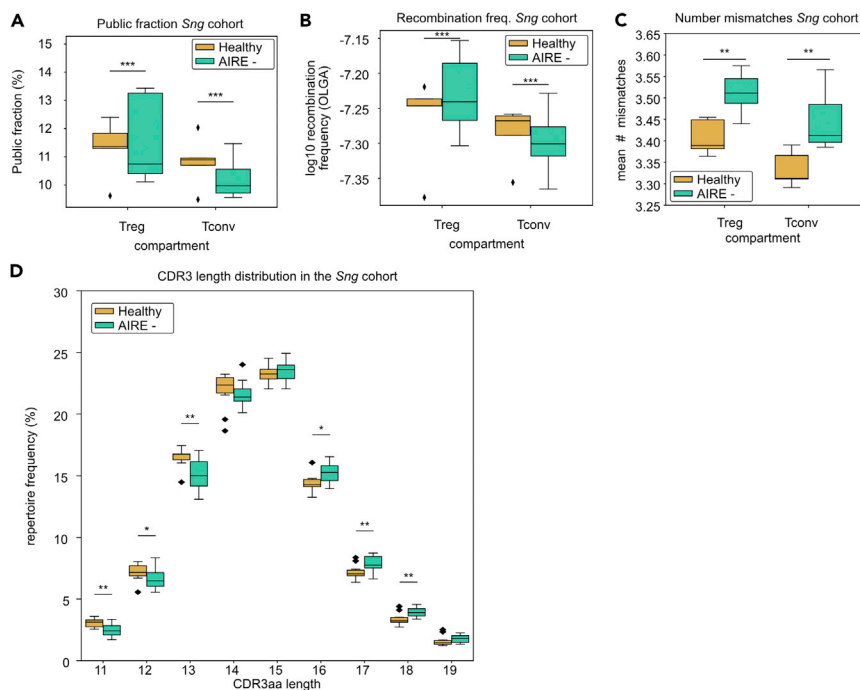 A
Public fraction Sng cohort
Public fraction (%)
15
14
13
12
11
10
***
***
Healthy
AIRE -
Treg
Tconv
compartment
B
Recombination freq. Sng cohort
log10 recombination
frequency (OLGA)
-7.15
-7.20
-7.25
-7.30
-7.35
***
***
Healthy
AIRE -
Treg
Tconv
compartment
C
Number mismatches Sng cohort
mean # mismatches
3.65
3.60
3.55
3.50
3.45
3.40
3.35
3.30
3.25
**
**
Healthy
AIRE -
Treg
Tconv
compartment
D
CDR3 length distribution in the Sng cohort
repertoire frequency (%)
30
25
20
15
10
5
0
Healthy
AIRE -
**
*
**
*
**
**
11 12 13 14 15 16 17 18 19
CDR3aa length